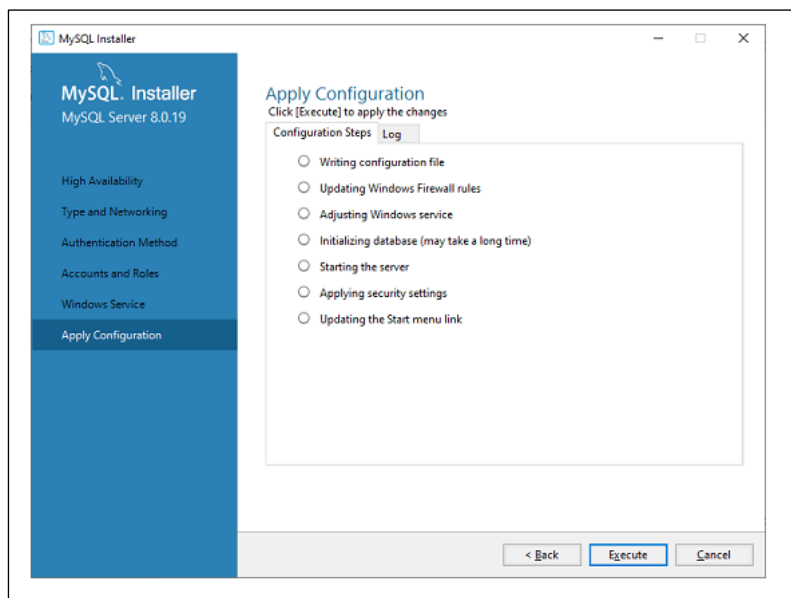 MySQL Installer
MySQL. Installer
MySQL Server 8.0.19
High Availability
Type and Networking
Authentication Method
Accounts and Roles
Windows Service
Apply Configuration
Apply Configuration
Click [Execute] to apply the changes
Configuration Steps Log
Writing configuration file
Updating Windows Firewall rules
Adjusting Windows service
Initializing database (may take a long time)
Starting the server
Applying security settings
Updating the Start menu link
< Back Execute Cancel